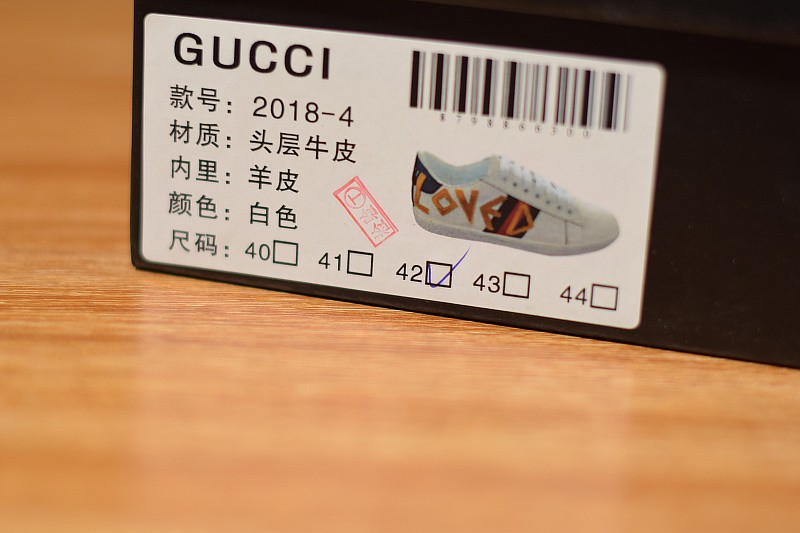 GUCCI
款号：2018-4
材质：头层牛皮
内里：羊皮
颜色：白色
尺码：40 41 42 43 44
LOVED